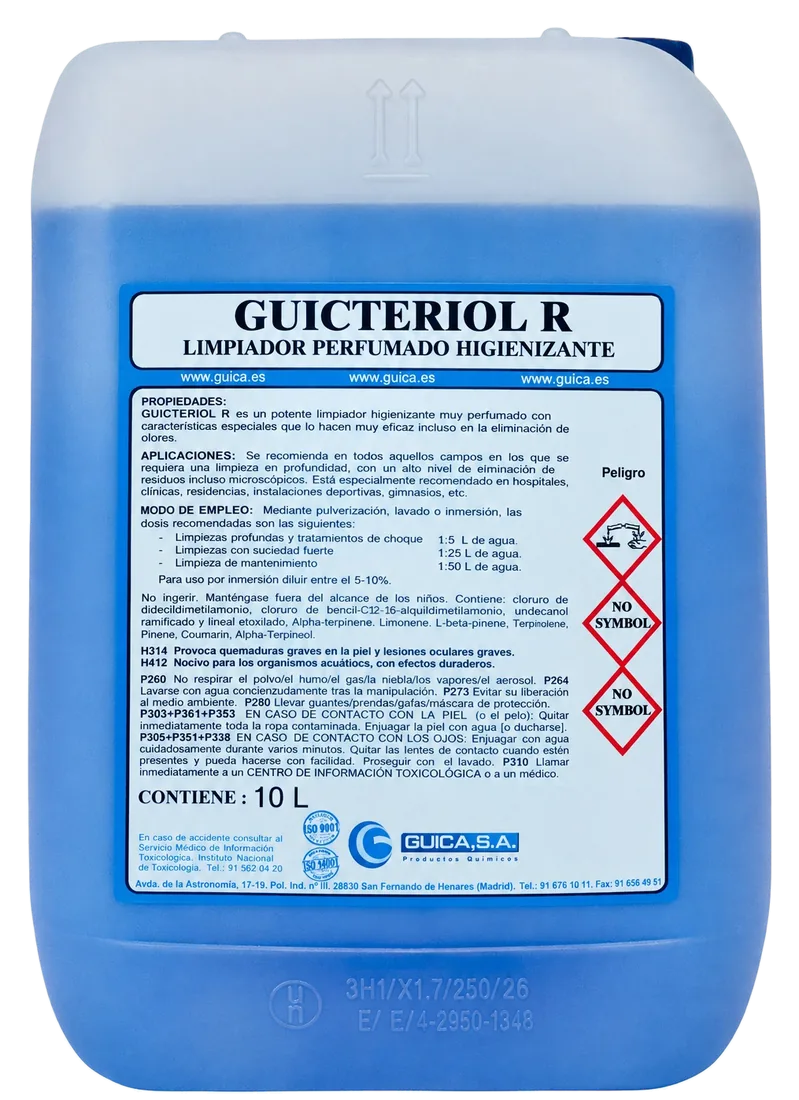 GUICTERIOL R
LIMPIADOR PERFUMADO HIGIENIZANTE
www.guica.es www.guica.es www.guica.es
PROPIEDADES:
GUICTERIOL R es un potente limpiador higienizante muy perfumado con
características especiales que lo hacen muy eficaz incluso en la eliminación de
olores.
APLICACIONES: Se recomienda en todos aquellos campos en los que se
requiera una limpieza en profundidad, con un alto nivel de eliminación de
residuos incluso microscópicos. Está especialmente recomendado en hospitales,
clínicas, residencias, instalaciones deportivas, gimnasios, etc.
MODO DE EMPLEO: Mediante pulverización, lavado o inmersión, las
dosis recomendadas son las siguientes:
- Limpiezas profundas y tratamientos de choque 1:5 L de agua.
- Limpiezas con suciedad fuerte 1:25 L de agua.
- Limpieza de mantenimiento 1:50 L de agua.
Para uso por inmersión diluir entre el 5-10%.
Peligro
NO
SYMBOL
NO
SYMBOL
No ingerir. Manténgase fuera del alcance de los niños. Contiene: cloruro de
didecildimetilamonio, cloruro de bencil-C12-16-alquildimetilamonio, undecanol
ramificado y lineal etoxilado, Alpha-terpinene. Limonene. L-beta-pinene, Terpinolene,
Pinene, Coumarin, Alpha-Terpineol.
H314 Provoca quemaduras graves en la piel y lesiones oculares graves.
H412 Nocivo para los organismos acuátiocs, con efectos duraderos.
P260 No respirar el polvo/el humo/el gas/la niebla/los vapores/el aerosol. P264
Lavarse con agua concienzudamente tras la manipulación. P273 Evitar su liberación
al medio ambiente. P280 Llevar guantes/prendas/gafas/máscara de protección.
P303+P361+P353 EN CASO DE CONTACTO CON LA PIEL (o el pelo): Quitar
inmediatamente toda la ropa contaminada. Enjuagar la piel con agua [o ducharse].
P305+P351+P338 EN CASO DE CONTACTO CON LOS OJOS: Enjuagar con agua
cuidadosamente durante varios minutos. Quitar las lentes de contacto cuando estén
presentes y pueda hacerse con facilidad. Proseguir con el lavado. P310 Llamar
inmediatamente a un CENTRO DE INFORMACIÓN TOXICOLÓGICA o a un médico.
CONTIENE : 10 L
En caso de accidente consultar al
Servicio Médico de Información
Toxicológica. Instituto Nacional
de Toxicología. Tel.: 91 562 04 20
ISO 9001
ISO 14001
GUICA,S.A.
Productos Químicos
Avda. de la Astronomía, 17-19. Pol. Ind. nº III. 28830 San Fernando de Henares (Madrid). Tel.: 91 676 10 11. Fax: 91 656 49 51
3H1/X1.7/250/26
E/ E/4-2950-1348